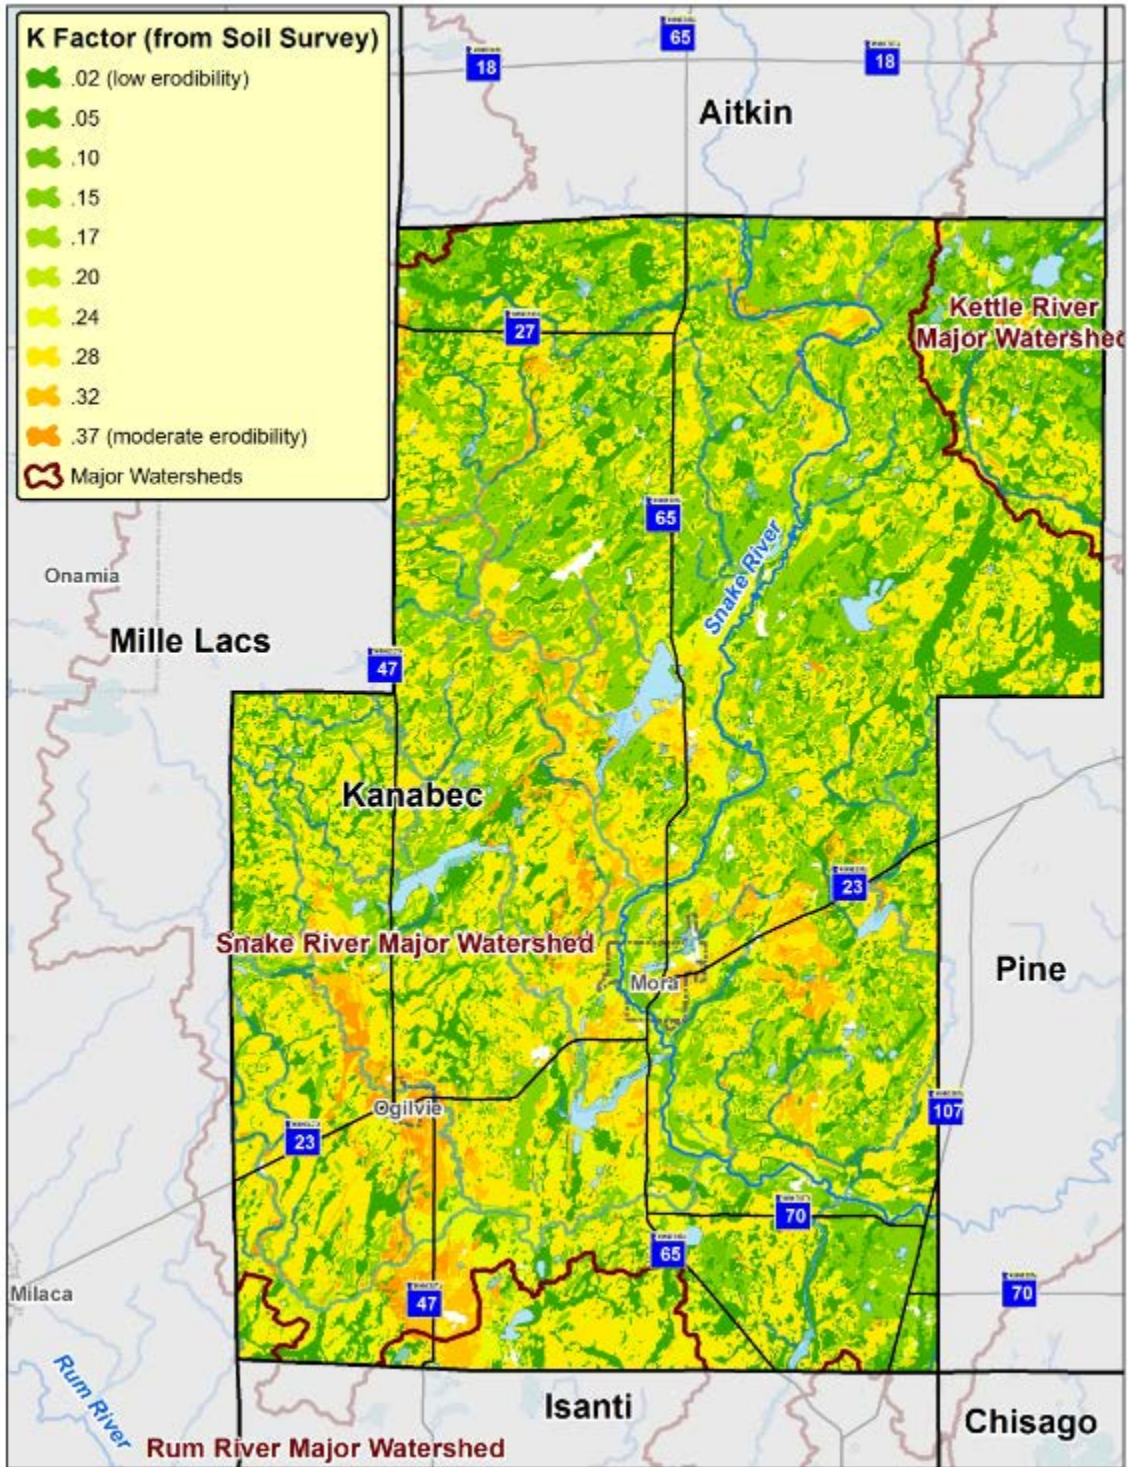 K Factor (from Soil Survey)
.02 (low erodibility)
.05
.10
.15
.17
.20
.24
.28
.32
.37 (moderate erodibility)
Major Watersheds
65
18
18
Aitkin
Kettle River
Major Watershed
27
65
Snake River
Onamia
Mille Lacs
47
Kanabec
23
Snake River Major Watershed
Mora
Pine
Ogilvie
107
23
70
65
47
70
Milaca
Rum River
Isanti
Chisago
Rum River Major Watershed